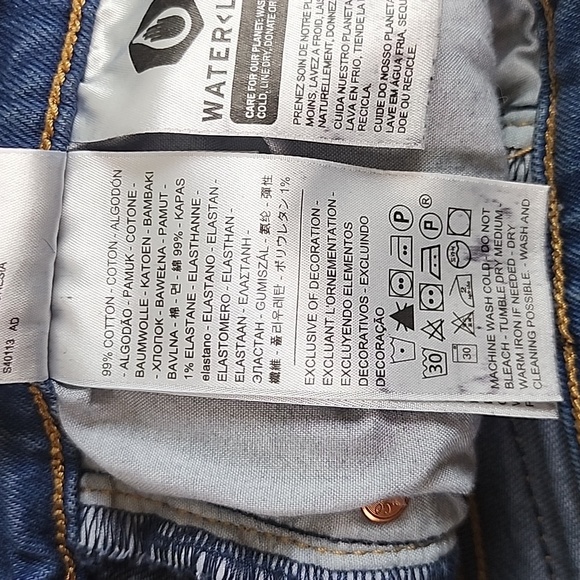 WATER<L
CARE FOR OUR PLANET: WAS
COLD, LINE DRY, DONATE OR
PRENEZ SOIN DE NOTRE PL
MOINS, LAVEZ À FROID, LAI
NATURELLEMENT, DONNEZ
CUIDA NUESTRO PLANETA
LAVA EN FRÍO, TIENDE LA
RECICLA.
CUIDE DO NOSSO PLANETA
LAVE EM ÁGUA FRIA, SEQU
DOE OU RECICLE.
S40113 AD
99% COTTON - COTON - ALGODÓN
- ALGODÃO - PAMUK - COTONE -
BAUMWOLLE - KATOEN - BAMBAKI
- ХЛОПОК - BAWEŁNA - PAMUT -
BAVLNA - 棉 - 면 - 綿 99% - KAPAS
1% ELASTANE - ELASTHANNE -
elastano - ELASTANO - ELASTAN -
ELASTOMERO - ELASTHAN -
ELASTAAN - ΕΛΑΣΤΑΝΗ -
ЭЛАСТАН - GUMISZÁL - 氨纶 - 彈性
纖維 - 폴리우레탄 - ポリウレタン 1%
EXCLUSIVE OF DECORATION -
EXCLUANT L'ORNEMENTATION -
EXCLUYENDO ELEMENTOS
DECORATIVOS - EXCLUINDO
DECORAÇÃO
P
30 P ®
30
MACHINE WASH COLD - DO NOT
BLEACH - TUMBLE DRY MEDIUM -
WARM IRON IF NEEDED - DRY
CLEANING POSSIBLE - WASH AND